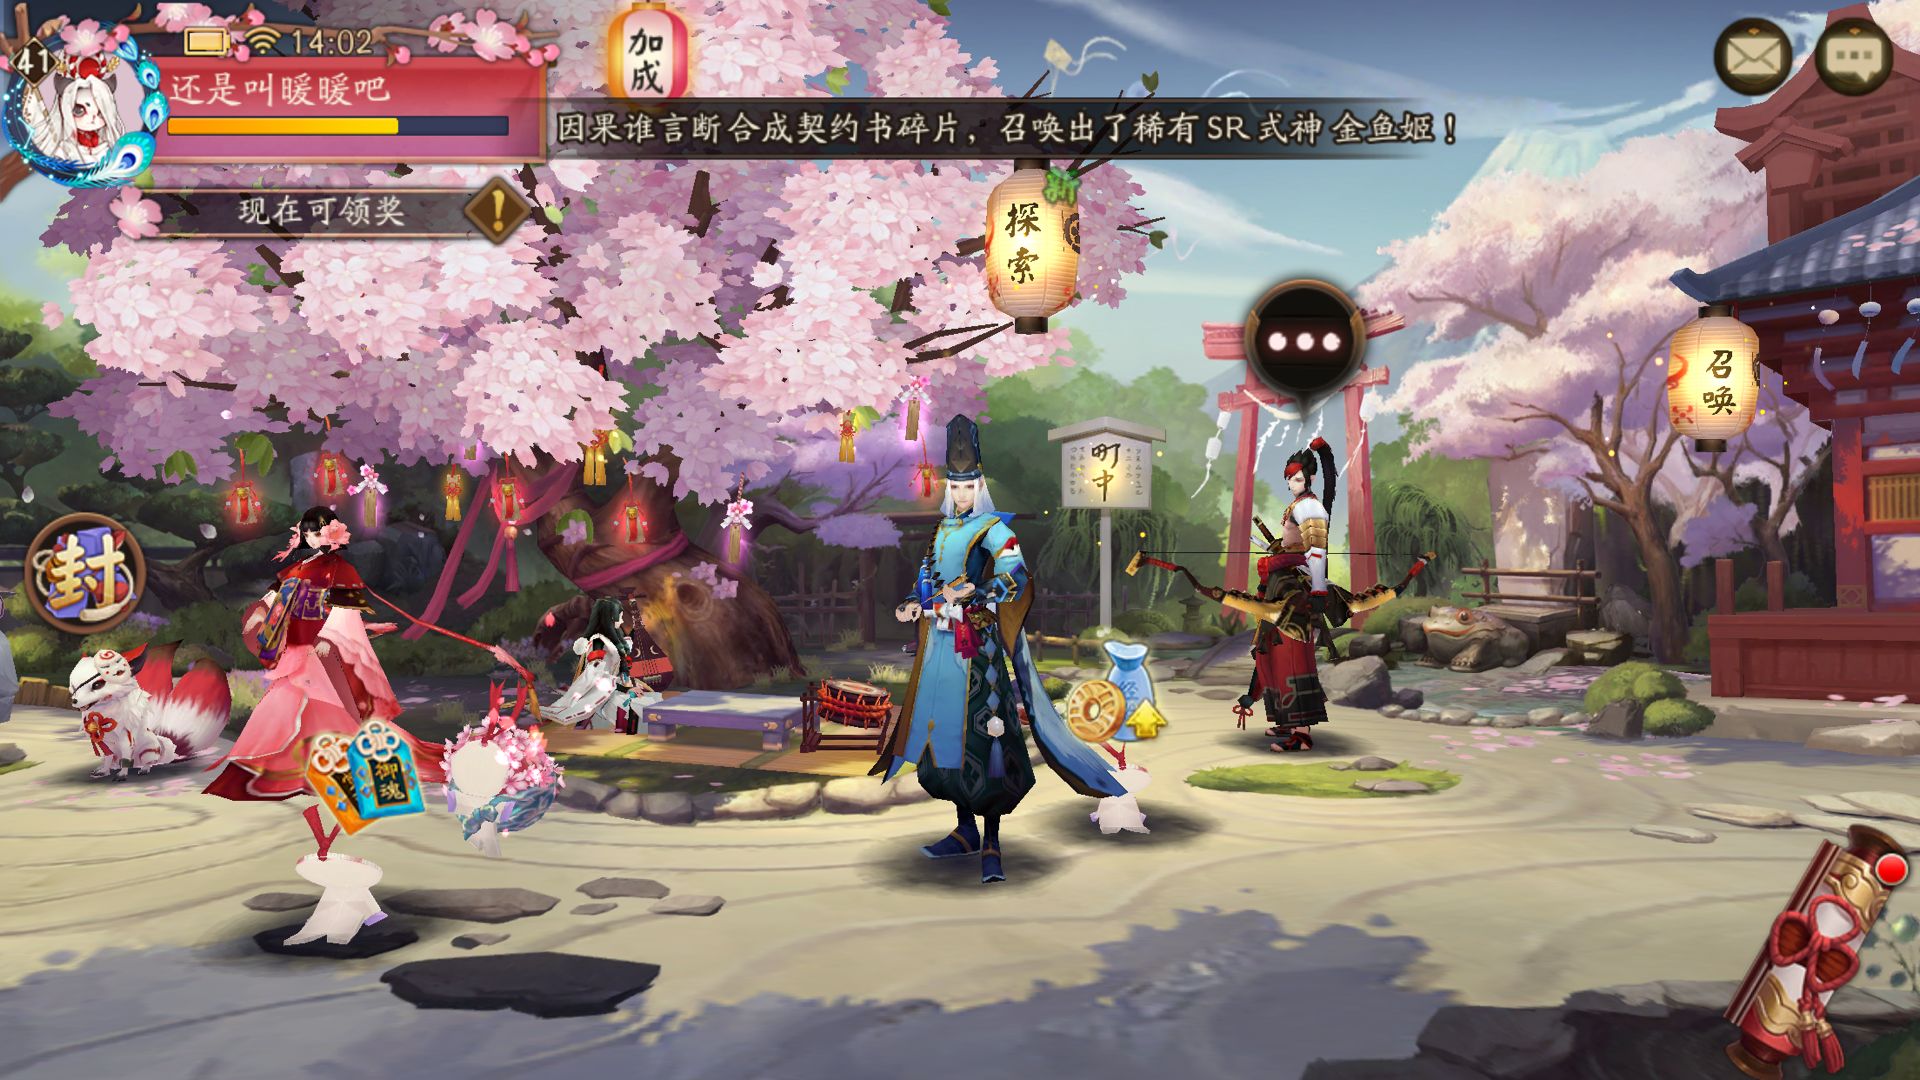 加成
41
14:02
还是叫暖暖吧
因果谁言断合成契约书碎片，召唤出了稀有SR式神 金鱼姬！
现在可领奖
新
探索
召唤
町中
封
御魂